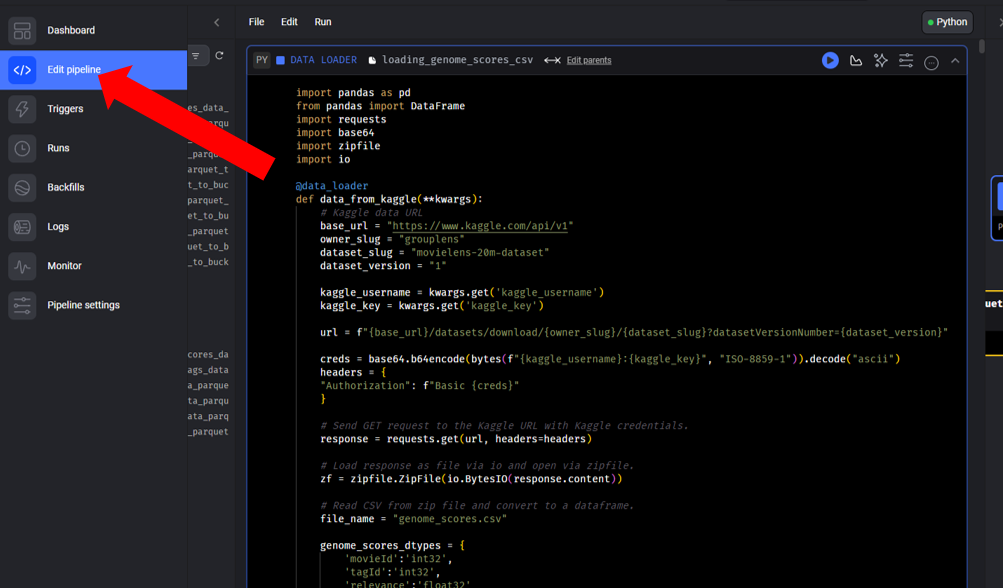 Dashboard
Edit pipeline
Triggers
Runs
Backfills
Logs
Monitor
Pipeline settings
es_data_
_parquet
arquet_t
t_to_buc
parquet_
et_to_bu
_parquet
uet_to_b
_to_buck
cores_da
ags_data
a_parque
ta_parqu
ata_parq
_parquet
File Edit Run
Python
PY DATA LOADER loading_genome_scores_csv Edit parents
import pandas as pd
from pandas import DataFrame
import requests
import base64
import zipfile
import io
@data_loader
def data_from_kaggle(**kwargs):
# Kaggle data URL
base_url = "https://www.kaggle.com/api/v1"
owner_slug = "grouplens"
dataset_slug = "movielens-20m-dataset"
dataset_version = "1"
kaggle_username = kwargs.get('kaggle_username')
kaggle_key = kwargs.get('kaggle_key')
url = f"{base_url}/datasets/download/{owner_slug}/{dataset_slug}?datasetVersionNumber={dataset_version}"
creds = base64.b64encode(bytes(f"{kaggle_username}:{kaggle_key}", "ISO-8859-1")).decode("ascii")
headers = {
"Authorization": f"Basic {creds}"
}
# Send GET request to the Kaggle URL with Kaggle credentials.
response = requests.get(url, headers=headers)
# Load response as file via io and open via zipfile.
zf = zipfile.ZipFile(io.BytesIO(response.content))
# Read CSV from zip file and convert to a dataframe.
file_name = "genome_scores.csv"
genome_scores_dtypes = {
'movieId':'int32',
'tagId':'int32',
'relevance':'float32'
uet